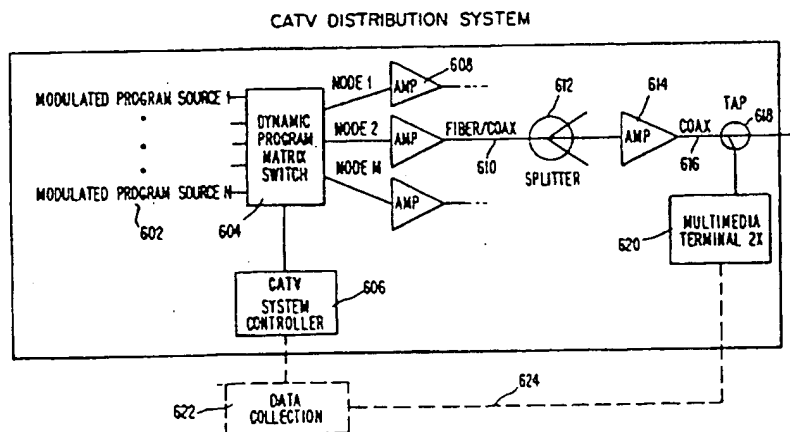 CATV DISTRIBUTION SYSTEM
MODULATED PROGRAM SOURCE 1
MODULATED PROGRAM SOURCE N
602
DYNAMIC
PROGRAM
MATRIX
SWITCH
604
NODE 1
NODE 2
NODE M
AMP
608
AMP
AMP
FIBER/COAX
610
612
SPLITTER
614
AMP
COAX
616
TAP
618
620
MULTIMEDIA
TERMINAL 2X
CATV
SYSTEM
CONTROLLER
606
622
DATA
COLLECTION
624